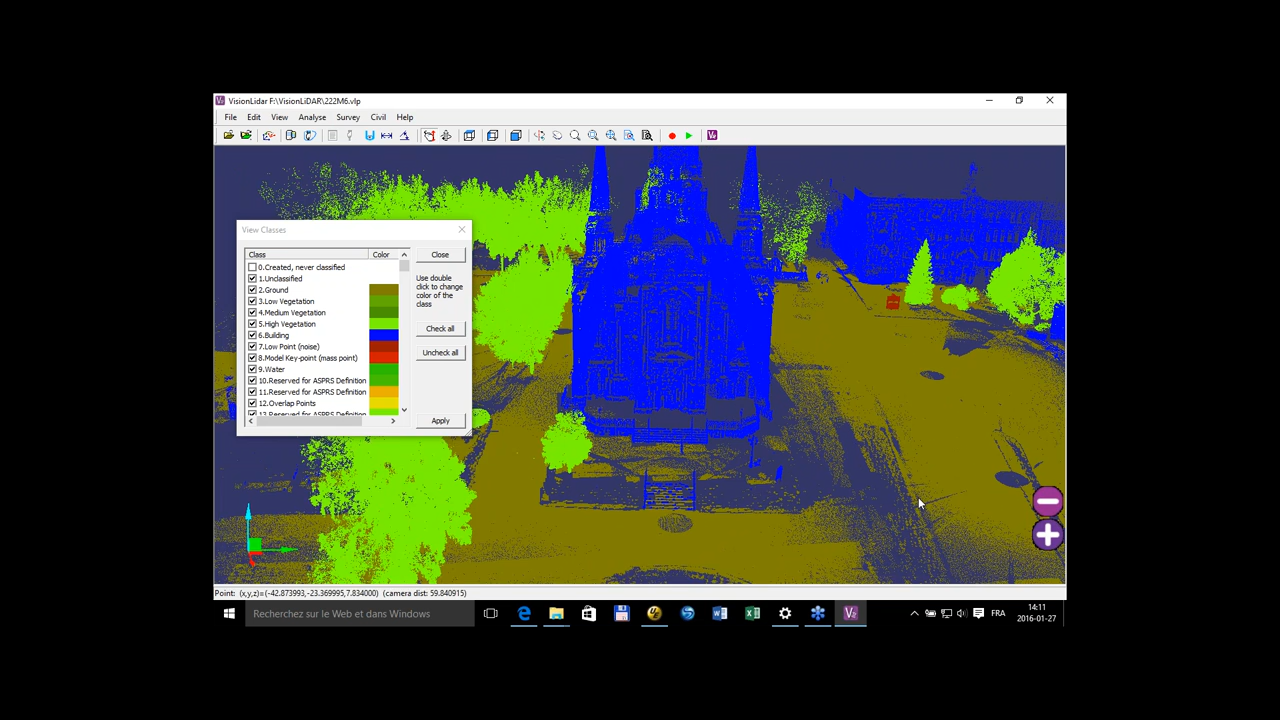 VisionLidar F:\VisionLiDAR\222M6.vlp
File Edit View Analyse Survey Civil Help
View Classes
Class Color
0.Created, never classified
1.Unclassified
2.Ground
3.Low Vegetation
4.Medium Vegetation
5.High Vegetation
6.Building
7.Low Point (noise)
8.Model Key-point (mass point)
9.Water
10.Reserved for ASPRS Definition
11.Reserved for ASPRS Definition
12.Overlap Points
13.Reserved for ASPRS Definition
Close
Use double
click to change
color of the
class
Check all
Uncheck all
Apply
Point: (x,y,z)=(-42.873993,-23.369995,7.834000) (camera dist: 59.840915)
Recherchez sur le Web et dans Windows
FRA
14:11
2016-01-27